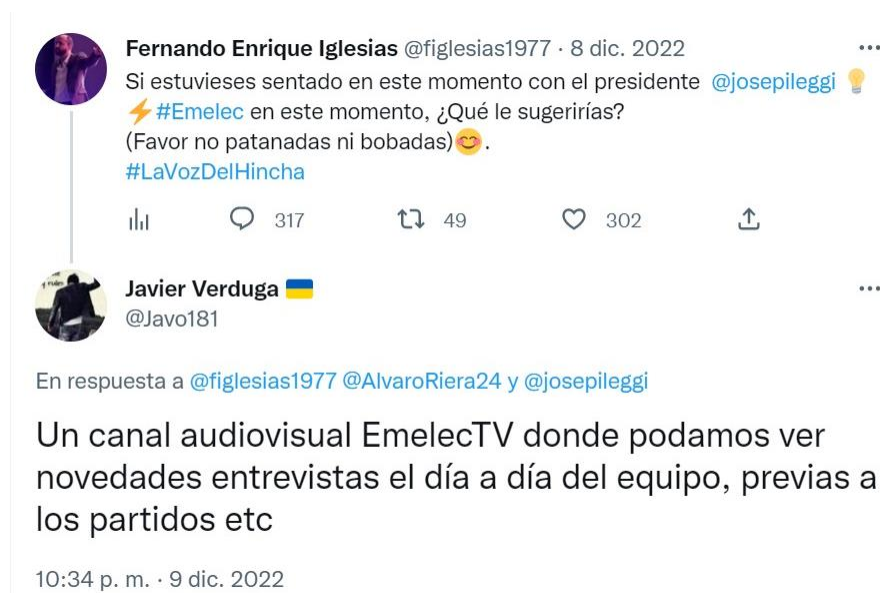 Fernando Enrique Iglesias @figlesias1977 · 8 dic. 2022
Si estuvieses sentado en este momento con el presidente @josepileggi 💡
⚡#Emelec en este momento, ¿Qué le sugerirías?
(Favor no patanadas ni bobadas)😊.
#LaVozDelHincha
317 49 302
Javier Verduga 🇺🇦
@Javo181
En respuesta a @figlesias1977 @AlvaroRiera24 y @josepileggi
Un canal audiovisual EmelecTV donde podamos ver
novedades entrevistas el día a día del equipo, previas a
los partidos etc
10:34 p. m. · 9 dic. 2022